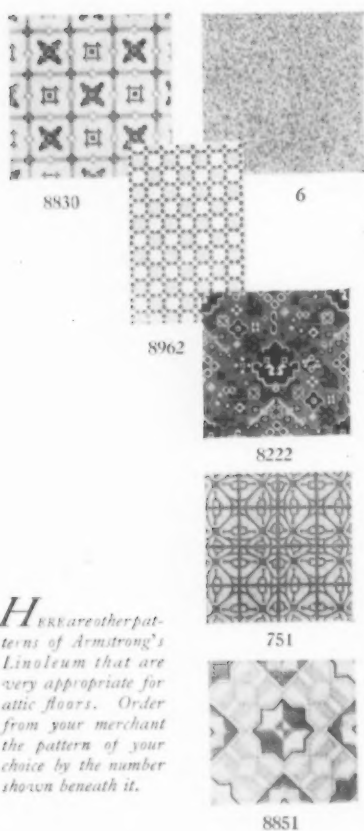 8830
6
8962
8222
751
HERE are other pat-
terns of Armstrong's
Linoleum that are
very appropriate for
attic floors. Order
from your merchant
the pattern of your
choice by the number
shown beneath it.
8851